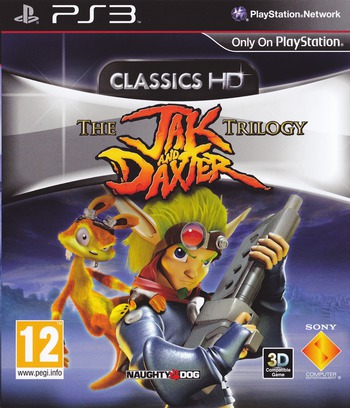 PS3
PlayStation Network
Only On PlayStation®
CLASSICS HD
THE JAK AND DAXTER TRILOGY
12
www.pegi.info
NAUGHTY DOG
3D
Compatible
Game
SONY
COMPUTER
ENTERTAINMENT